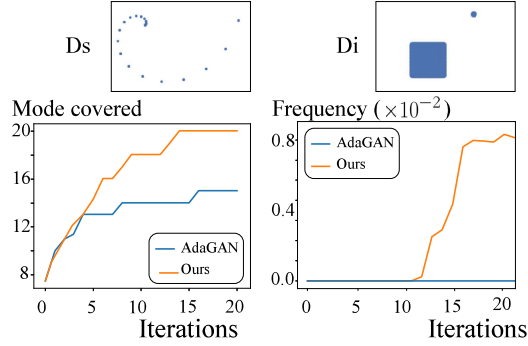 Ds
Di
Mode covered
20
16
12
8
AdaGAN
Ours
0
5
10
15
20
Iterations
Frequency (×10⁻²)
0.8
0.4
0.0
AdaGAN
Ours
0
10
15
20
Iterations